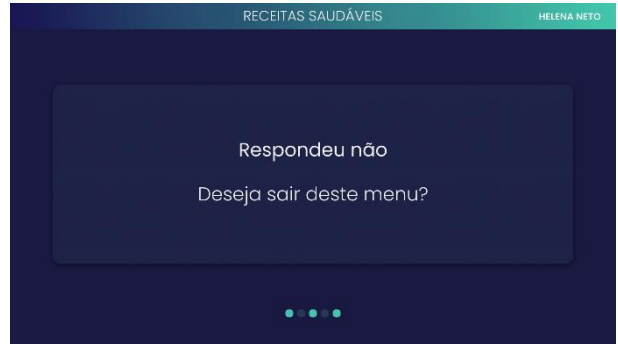 RECEITAS SAUDÁVEIS
HELENA NETO
Respondeu não
Deseja sair deste menu?